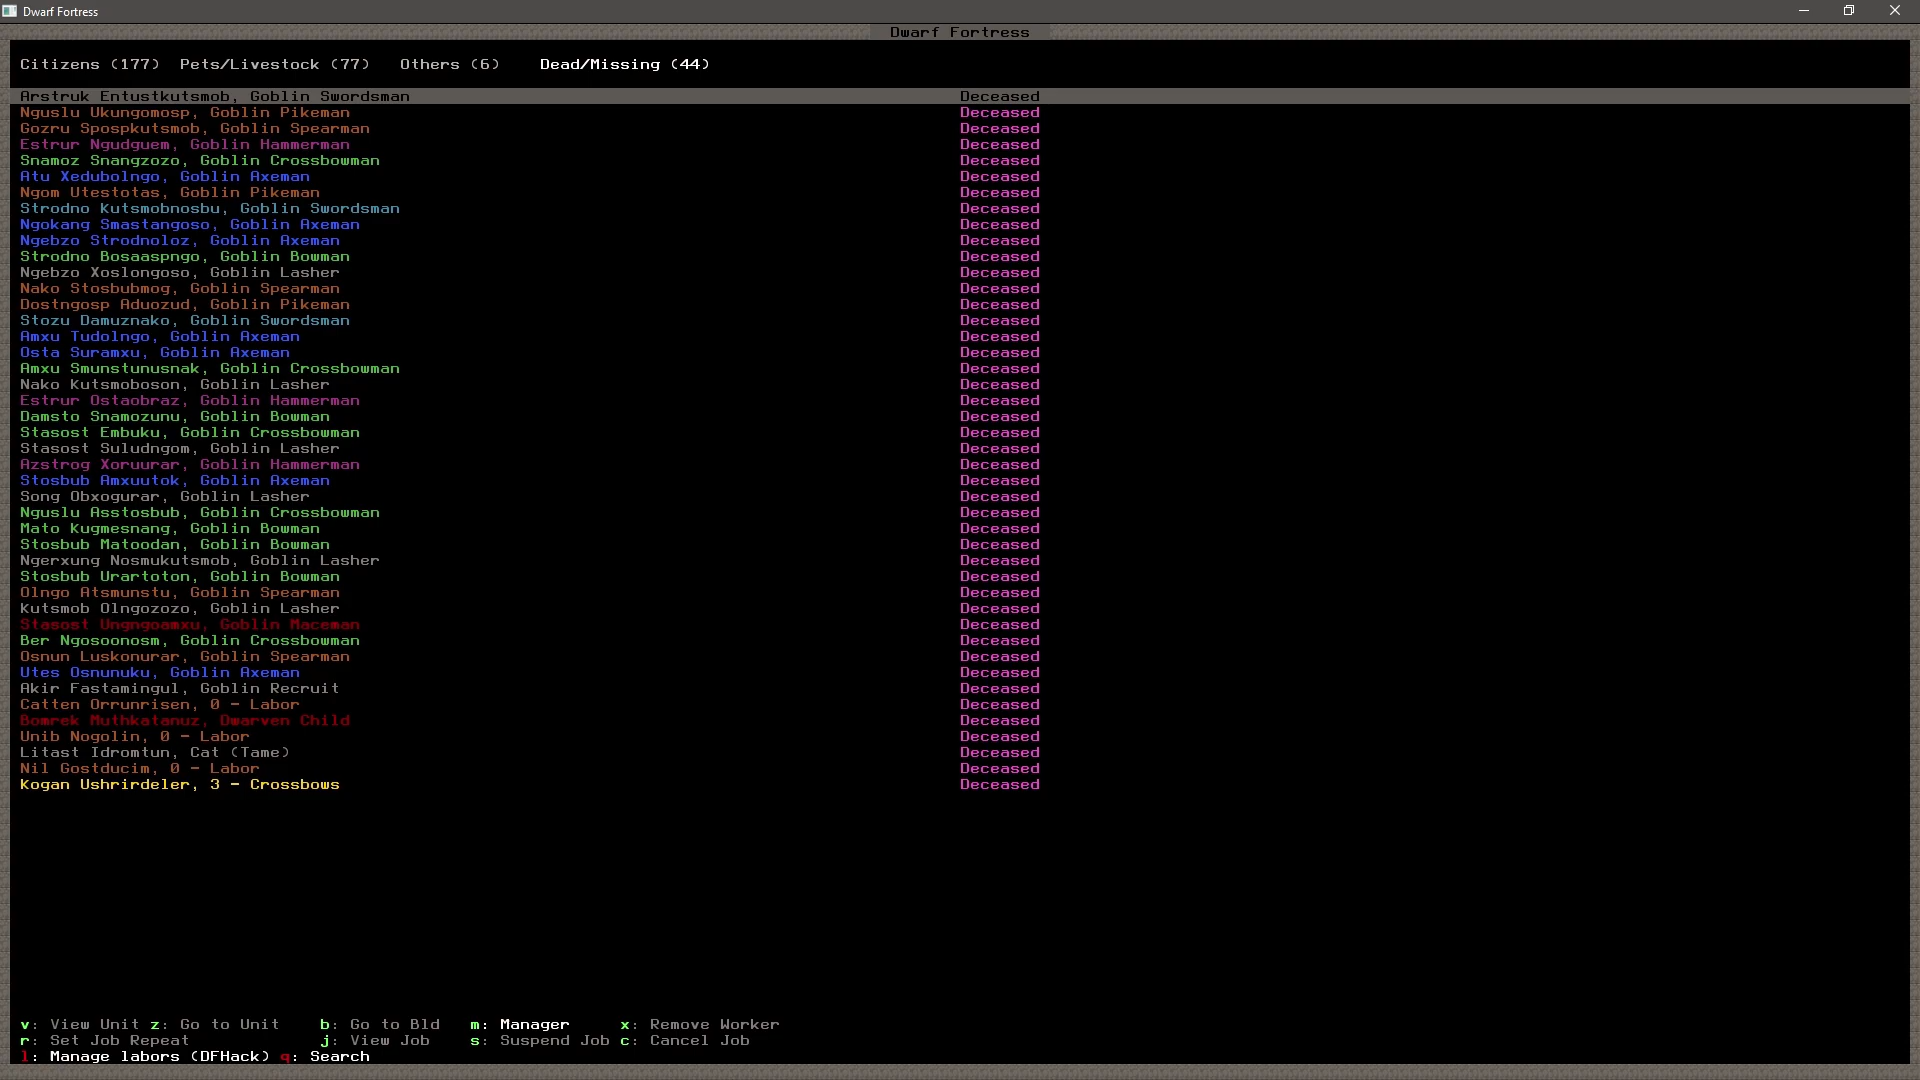 Dwarf Fortress
Dwarf Fortress
Citizens (177) Pets/Livestock (77) Others (6) Dead/Missing (44)
Arstruk Entustkutsmob, Goblin Swordsman Deceased
Nguslu Ukungomosp, Goblin Pikeman Deceased
Gozru Spospkutsmob, Goblin Spearman Deceased
Estrur Ngudguem, Goblin Hammerman Deceased
Snamoz Snangzozo, Goblin Crossbowman Deceased
Atu Xedubolngo, Goblin Axeman Deceased
Ngom Utestotas, Goblin Pikeman Deceased
Strodno Kutsmobnosbu, Goblin Swordsman Deceased
Ngokang Smastangoso, Goblin Axeman Deceased
Ngebzo Strodnoloz, Goblin Axeman Deceased
Strodno Bosaaspngo, Goblin Bowman Deceased
Ngebzo Xoslongoso, Goblin Lasher Deceased
Nako Stosbubmog, Goblin Spearman Deceased
Dostngosp Aduozud, Goblin Pikeman Deceased
Stozu Damuznako, Goblin Swordsman Deceased
Amxu Tudolngo, Goblin Axeman Deceased
Osta Suramxu, Goblin Axeman Deceased
Amxu Smunstunusnak, Goblin Crossbowman Deceased
Nako Kutsmoboson, Goblin Lasher Deceased
Estrur Ostaobraz, Goblin Hammerman Deceased
Damsto Snamozunu, Goblin Bowman Deceased
Stasost Embuku, Goblin Crossbowman Deceased
Stasost Suludngom, Goblin Lasher Deceased
Azstrog Xoruurar, Goblin Hammerman Deceased
Stosbub Amxuutok, Goblin Axeman Deceased
Song Obxogurar, Goblin Lasher Deceased
Nguslu Asstosbub, Goblin Crossbowman Deceased
Mato Kugmesnang, Goblin Bowman Deceased
Stosbub Matoodan, Goblin Bowman Deceased
Ngerxung Nosmukutsmob, Goblin Lasher Deceased
Stosbub Urartoton, Goblin Bowman Deceased
Olngo Atsmunstu, Goblin Spearman Deceased
Kutsmob Olngozozo, Goblin Lasher Deceased
Stasost Ungngoamxu, Goblin Maceman Deceased
Ber Ngosoonosm, Goblin Crossbowman Deceased
Osnun Luskonurar, Goblin Spearman Deceased
Utes Osnunuku, Goblin Axeman Deceased
Akir Fastamingul, Goblin Recruit Deceased
Catten Orrunrisen, 0 - Labor Deceased
Bomrek Muthkatanuz, Dwarven Child Deceased
Unib Nogolin, 0 - Labor Deceased
Litast Idromtun, Cat (Tame) Deceased
Nil Gostducim, 0 - Labor Deceased
Kogan Ushrirdeler, 3 - Crossbows Deceased
v: View Unit z: Go to Unit b: Go to Bld m: Manager x: Remove Worker
r: Set Job Repeat j: View Job s: Suspend Job c: Cancel Job
l: Manage labors (DFHack) q: Search